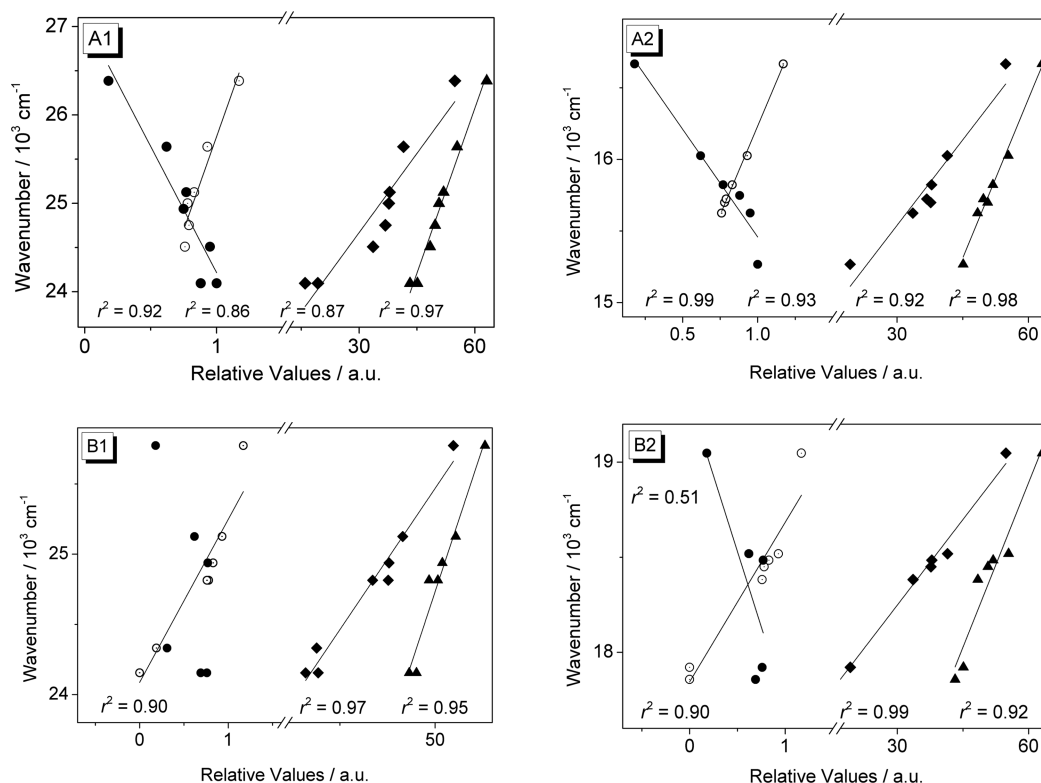 A1
27
26
25
24
Wavenumber / 10³ cm⁻¹
r² = 0.92
r² = 0.86
r² = 0.87
r² = 0.97
0
1
30
60
Relative Values / a.u.
A2
16
15
Wavenumber / 10³ cm⁻¹
r² = 0.99
r² = 0.93
r² = 0.92
r² = 0.98
0.5
1.0
30
60
Relative Values / a.u.
B1
25
24
Wavenumber / 10³ cm⁻¹
r² = 0.90
r² = 0.97
r² = 0.95
0
1
50
Relative Values / a.u.
B2
19
18
Wavenumber / 10³ cm⁻¹
r² = 0.51
r² = 0.90
r² = 0.99
r² = 0.92
0
1
30
60
Relative Values / a.u.